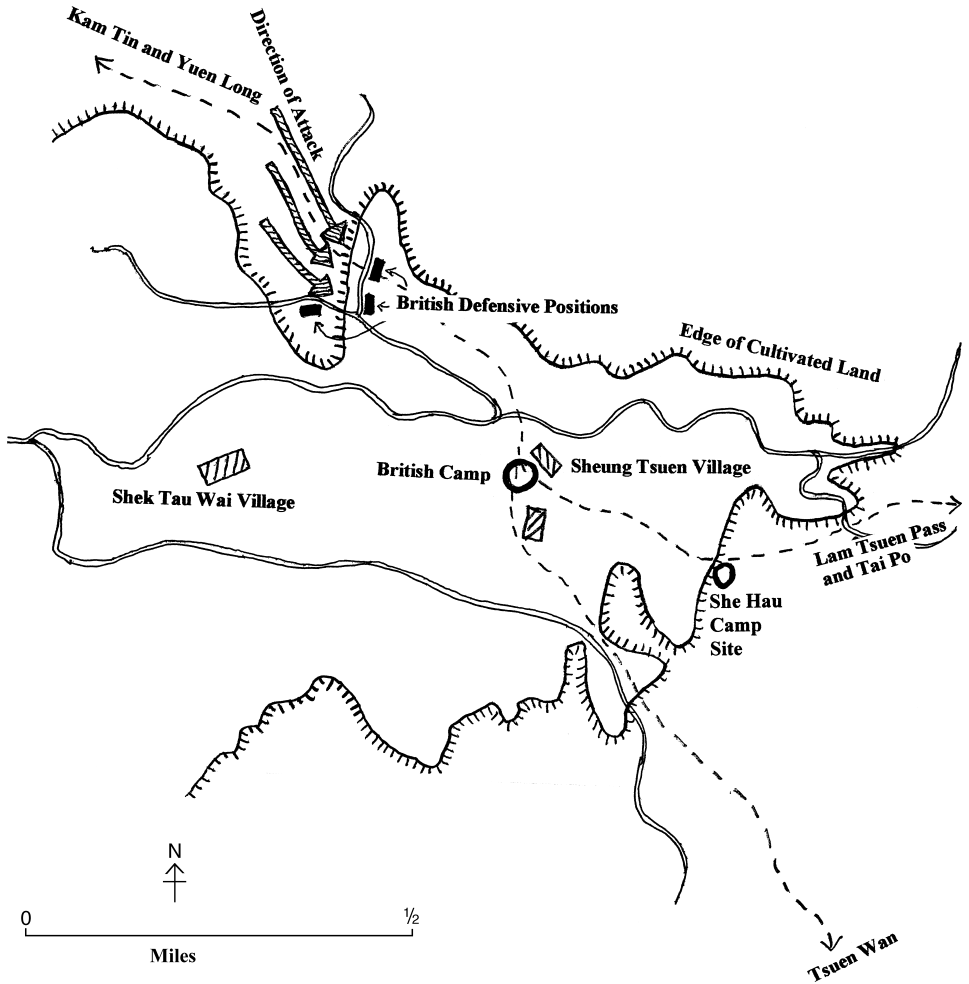 Kam Tin and Yuen Long
Direction of Attack
British Defensive Positions
Edge of Cultivated Land
British Camp
Sheung Tsuen Village
Shek Tau Wai Village
Lam Tsuen Pass
and Tai Po
She Hau
Camp
Site
N
0
½
Miles
Tsuen Wan